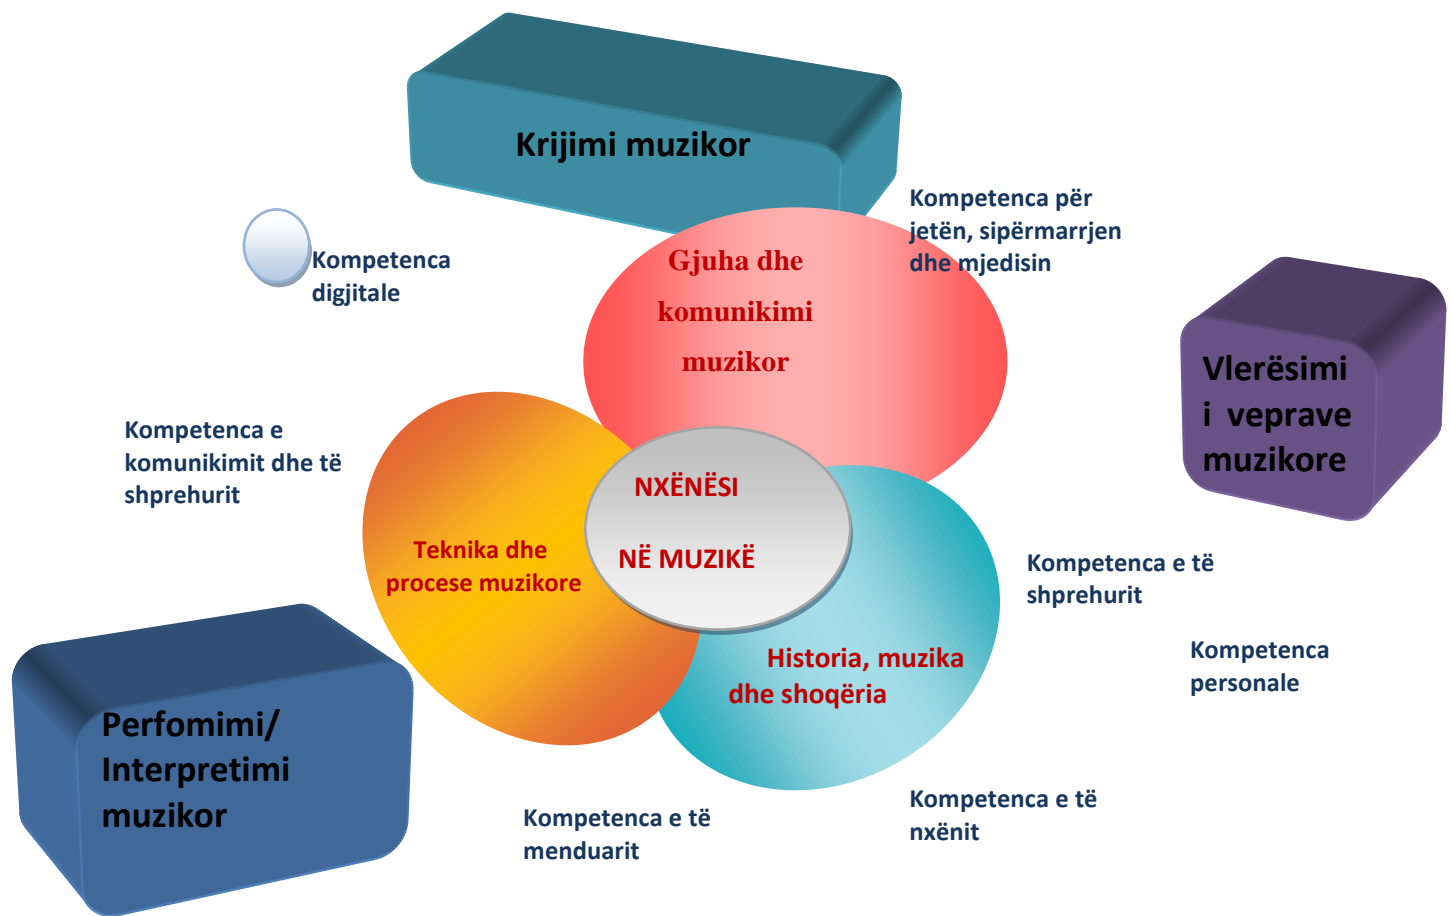 Krijimi muzikor
Kompetenca për
jetën, sipërmarrjen
dhe mjedisin
Kompetenca
digjitale
Gjuha dhe
komunikimi
muzikor
Vlerësimi
i veprave
muzikore
Kompetenca e
komunikimit dhe të
shprehurit
NXËNËSI
NË MUZIKË
Teknika dhe
procese muzikore
Kompetenca e të
shprehurit
Historia, muzika
dhe shoqëria
Kompetenca
personale
Perfomimi/
Interpretimi
muzikor
Kompetenca e të
menduarit
Kompetenca e të
nxënit